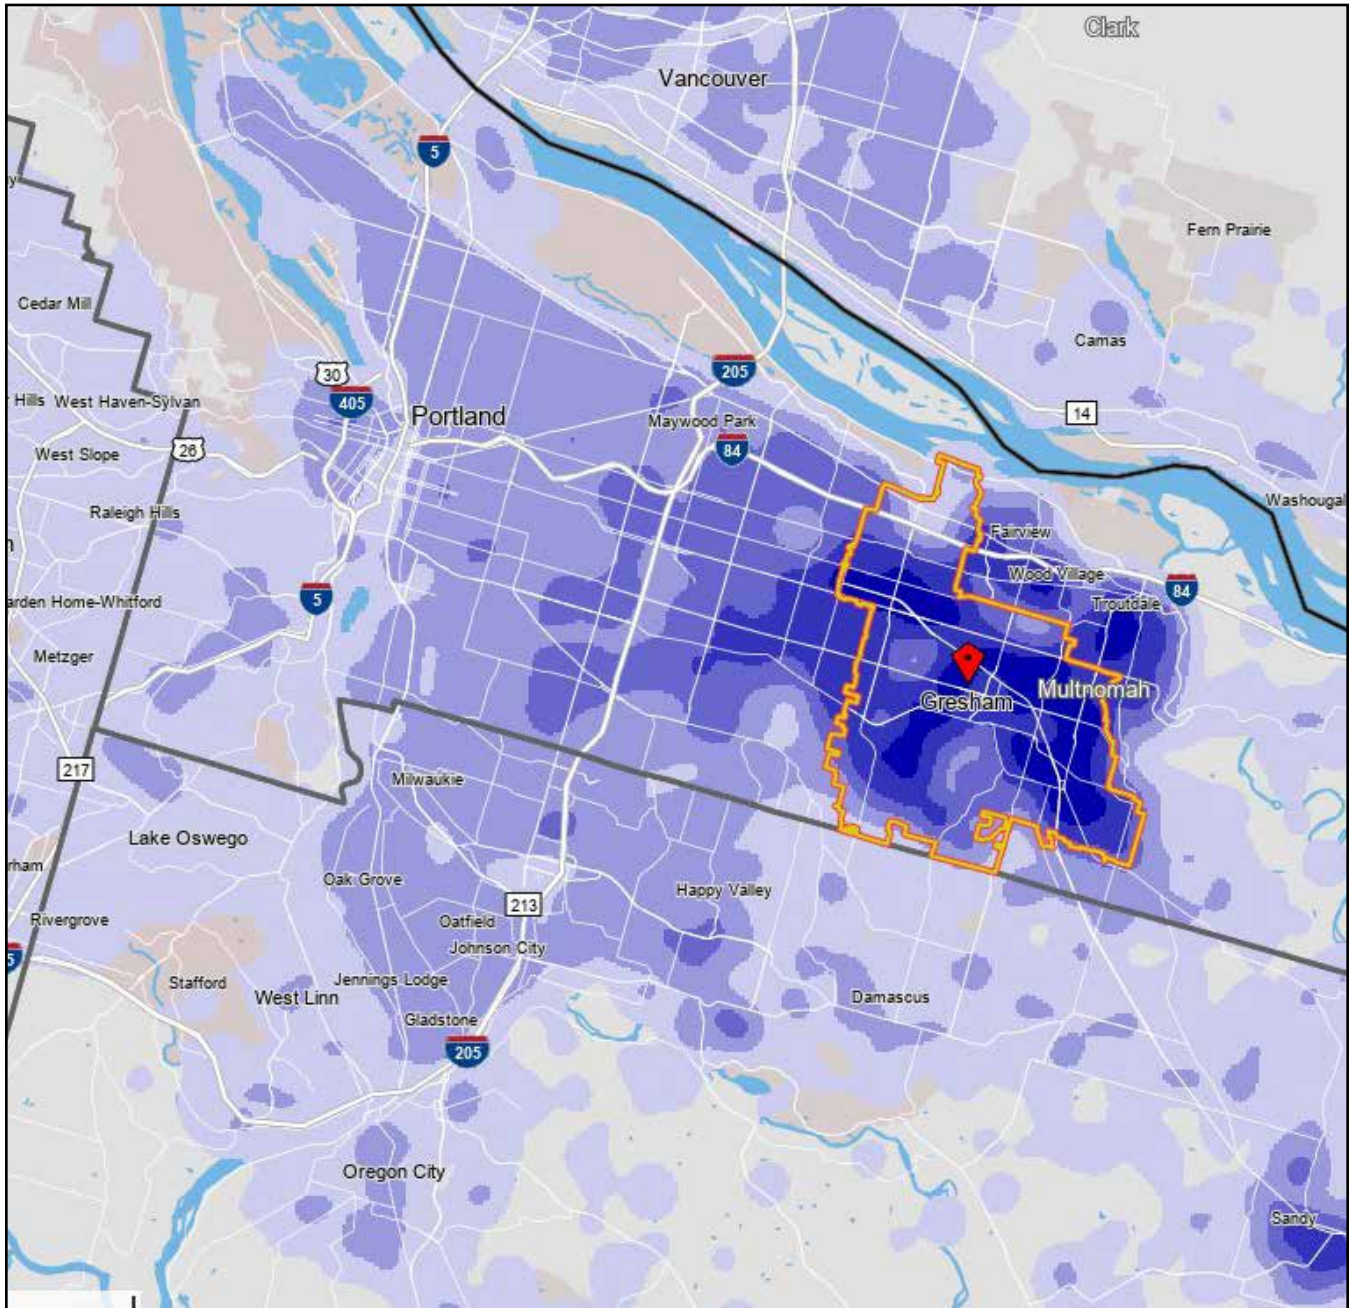 Clark
Vancouver
5
Fern Prairie
Cedar Mill
Camas
30
205
405
Hills
West Haven-Sylvan
14
Portland
Maywood Park
26
84
West Slope
Washougal
Raleigh Hills
Fairview
Wood Village
84
5
arden Home-Whitford
Troutdale
Metzger
Multnomah
Gresham
217
Milwaukie
Lake Oswego
rham
Oak Grove
Happy Valley
213
Rivergrove
Oatfield
Johnson City
5
Stafford
Jennings Lodge
West Linn
Damascus
Gladstone
205
Oregon City
Sandy